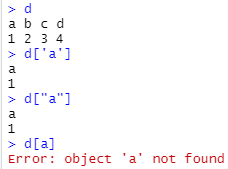 > d
a b c d
1 2 3 4
> d['a']
a
1
> d["a"]
a
1
> d[a]
Error: object 'a' not found